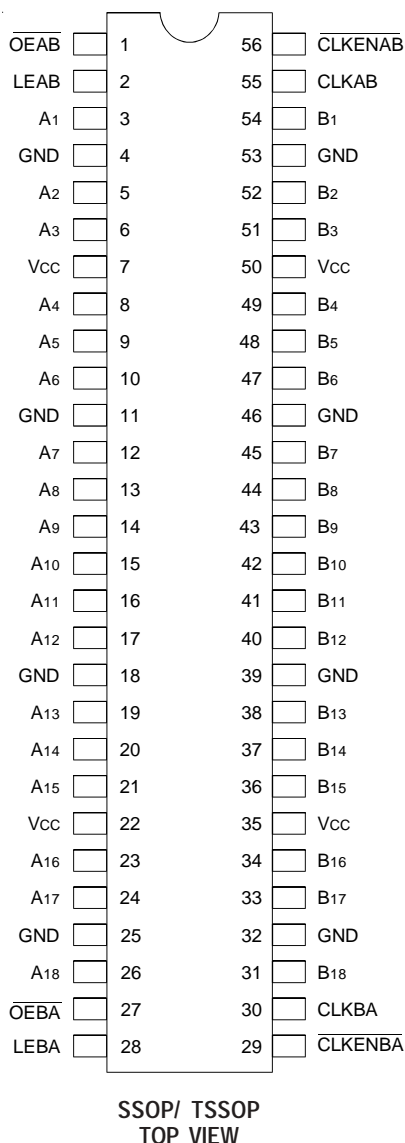 OEAB 1 56 CLKENAB
LEAB 2 55 CLKAB
A1 3 54 B1
GND 4 53 GND
A2 5 52 B2
A3 6 51 B3
VCC 7 50 VCC
A4 8 49 B4
A5 9 48 B5
A6 10 47 B6
GND 11 46 GND
A7 12 45 B7
A8 13 44 B8
A9 14 43 B9
A10 15 42 B10
A11 16 41 B11
A12 17 40 B12
GND 18 39 GND
A13 19 38 B13
A14 20 37 B14
A15 21 36 B15
VCC 22 35 VCC
A16 23 34 B16
A17 24 33 B17
GND 25 32 GND
A18 26 31 B18
OEBA 27 30 CLKBA
LEBA 28 29 CLKENBA
SSOP/ TSSOP
TOP VIEW